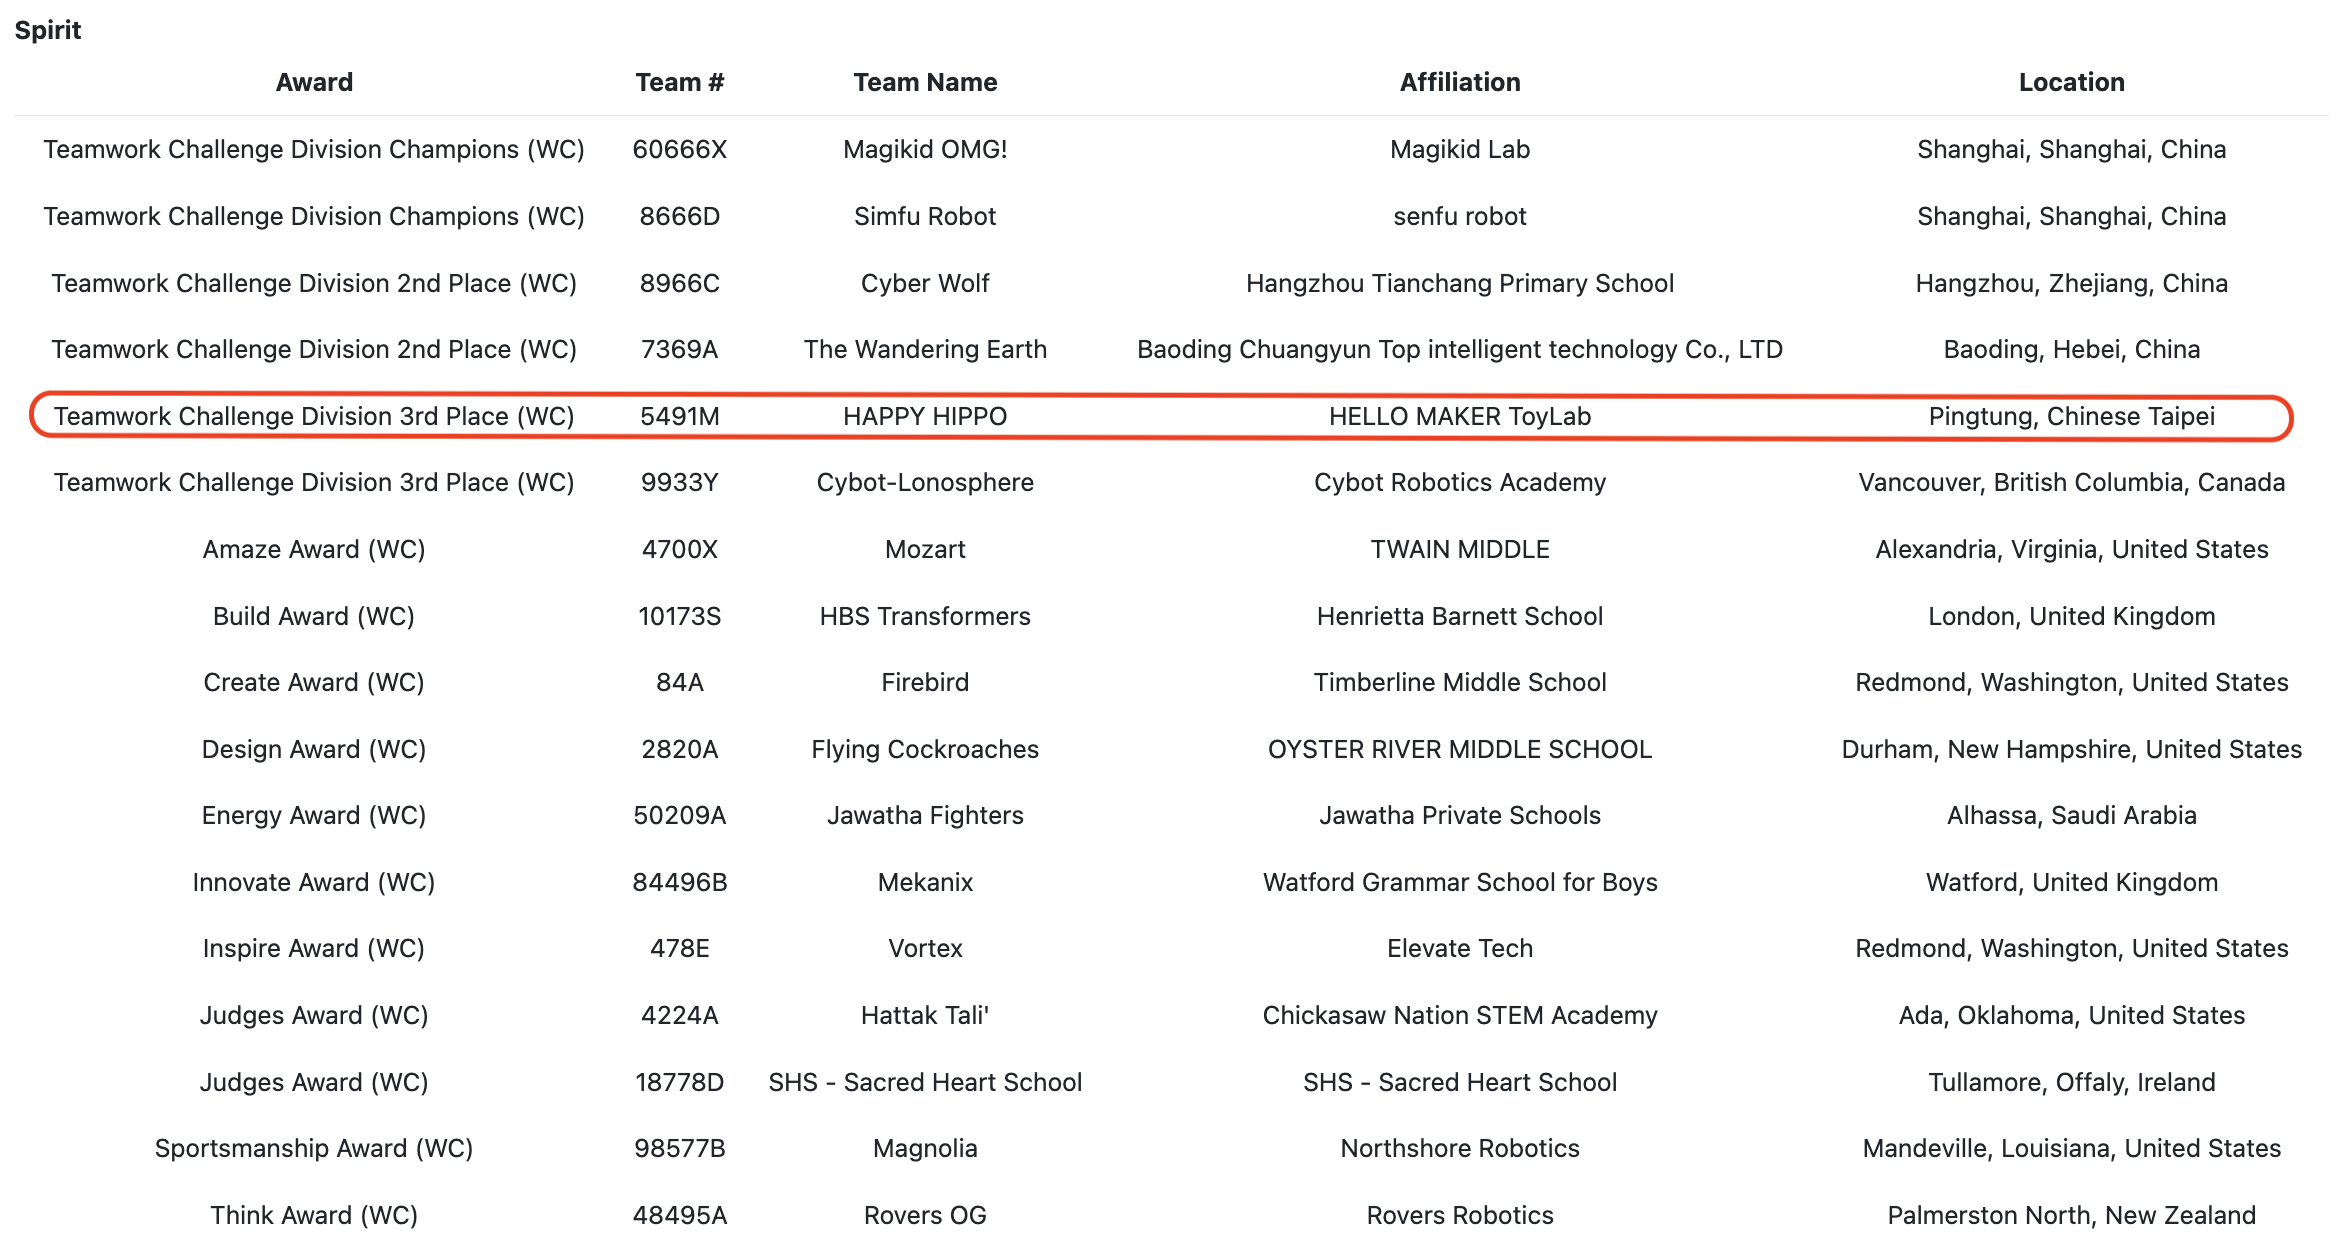 Spirit
Award Team # Team Name Affiliation Location
Teamwork Challenge Division Champions (WC) 60666X Magikid OMG! Magikid Lab Shanghai, Shanghai, China
Teamwork Challenge Division Champions (WC) 8666D Simfu Robot senfu robot Shanghai, Shanghai, China
Teamwork Challenge Division 2nd Place (WC) 8966C Cyber Wolf Hangzhou Tianchang Primary School Hangzhou, Zhejiang, China
Teamwork Challenge Division 2nd Place (WC) 7369A The Wandering Earth Baoding Chuangyun Top intelligent technology Co., LTD Baoding, Hebei, China
Teamwork Challenge Division 3rd Place (WC) 5491M HAPPY HIPPO HELLO MAKER ToyLab Pingtung, Chinese Taipei
Teamwork Challenge Division 3rd Place (WC) 9933Y Cybot-Lonosphere Cybot Robotics Academy Vancouver, British Columbia, Canada
Amaze Award (WC) 4700X Mozart TWAIN MIDDLE Alexandria, Virginia, United States
Build Award (WC) 10173S HBS Transformers Henrietta Barnett School London, United Kingdom
Create Award (WC) 84A Firebird Timberline Middle School Redmond, Washington, United States
Design Award (WC) 2820A Flying Cockroaches OYSTER RIVER MIDDLE SCHOOL Durham, New Hampshire, United States
Energy Award (WC) 50209A Jawatha Fighters Jawatha Private Schools Alhassa, Saudi Arabia
Innovate Award (WC) 84496B Mekanix Watford Grammar School for Boys Watford, United Kingdom
Inspire Award (WC) 478E Vortex Elevate Tech Redmond, Washington, United States
Judges Award (WC) 4224A Hattak Tali' Chickasaw Nation STEM Academy Ada, Oklahoma, United States
Judges Award (WC) 18778D SHS - Sacred Heart School SHS - Sacred Heart School Tullamore, Offaly, Ireland
Sportsmanship Award (WC) 98577B Magnolia Northshore Robotics Mandeville, Louisiana, United States
Think Award (WC) 48495A Rovers OG Rovers Robotics Palmerston North, New Zealand